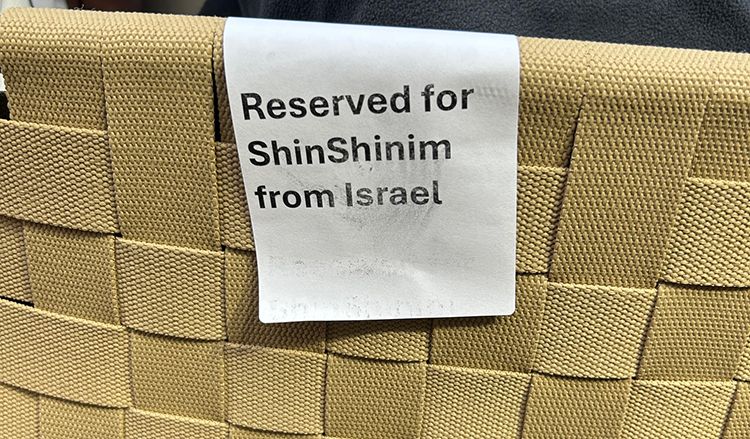 Reserved for
ShinShinim
from Israel